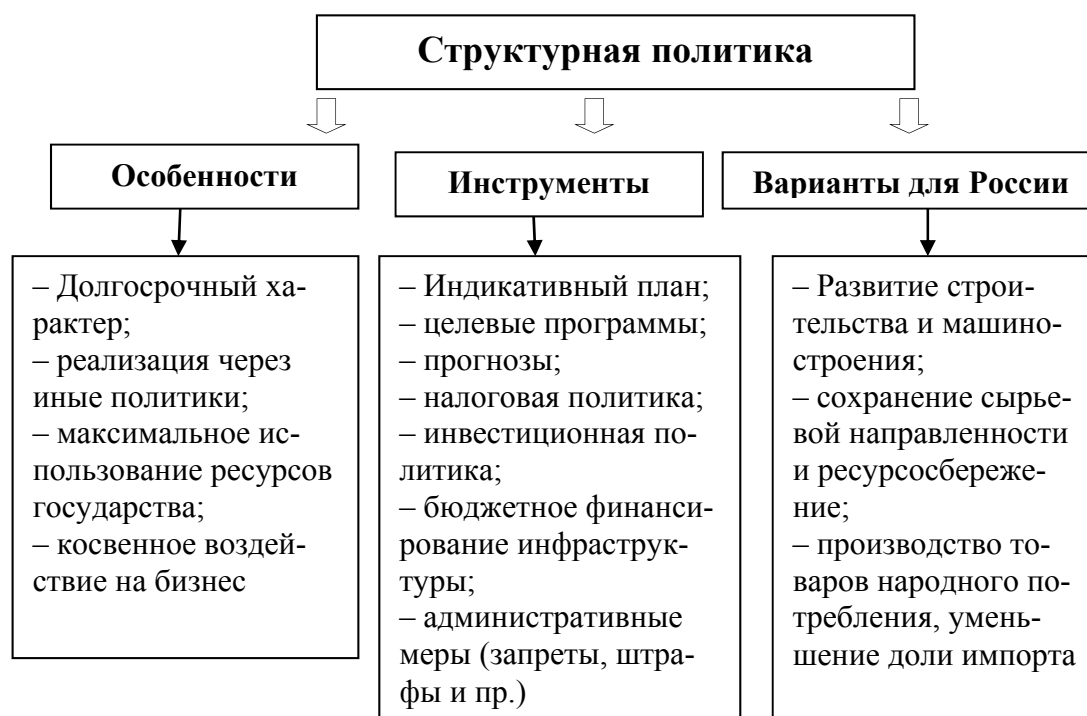 Структурная политика
Особенности
Инструменты
Варианты для России
– Долгосрочный ха-
рактер;
– реализация через
иные политики;
– максимальное ис-
пользование ресурсов
государства;
– косвенное воздей-
ствие на бизнес
– Индикативный план;
– целевые программы;
– прогнозы;
– налоговая политика;
– инвестиционная по-
литика;
– бюджетное финанси-
рование инфраструк-
туры;
– административные
меры (запреты, штра-
фы и пр.)
– Развитие строи-
тельства и машино-
строения;
– сохранение сырье-
вой направленности
и ресурсосбереже-
ние;
– производство то-
варов народного по-
требления, умень-
шение доли импорта